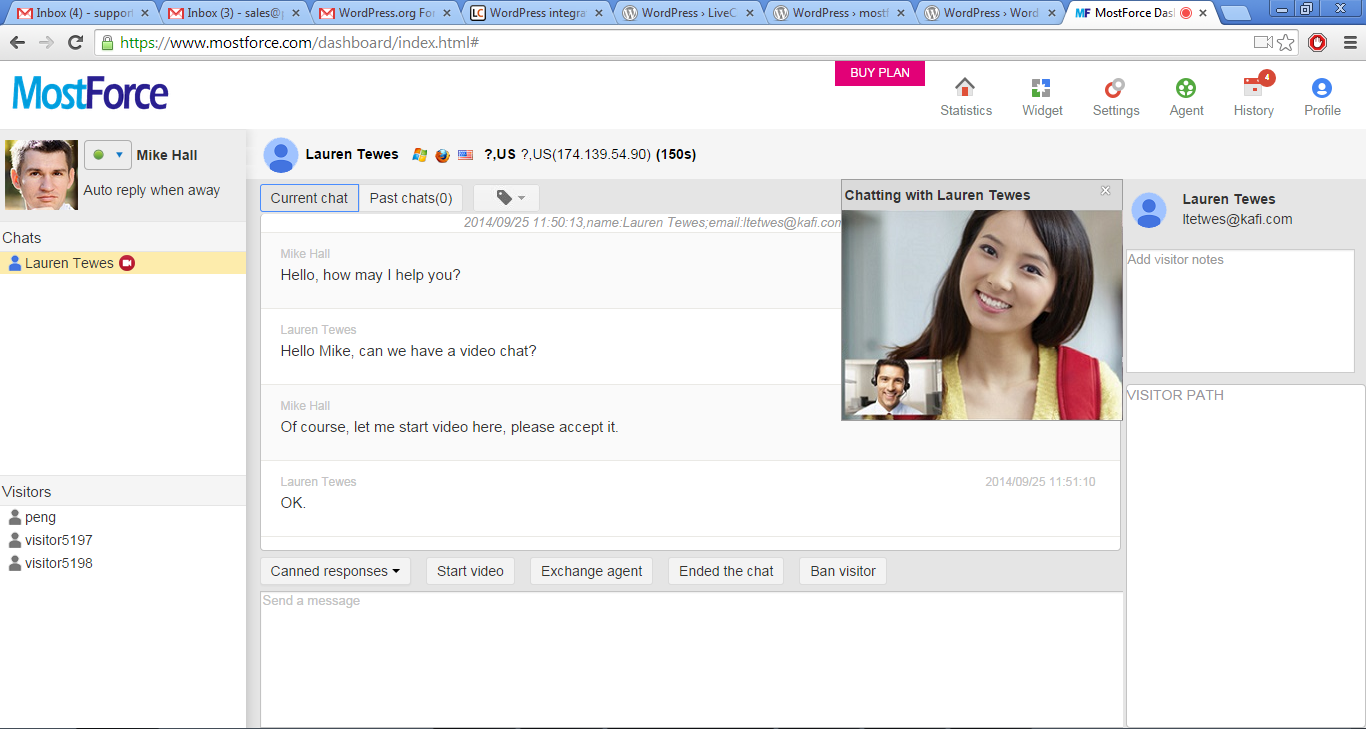 Inbox (4) - support
Inbox (3) - sales@p
WordPress.org For
LC WordPress integra
WordPress › LiveC
WordPress › mostf
WordPress › Word
MF MostForce Das
https://www.mostforce.com/dashboard/index.html#
MostForce
BUY PLAN
Statistics
Widget
Settings
Agent
4
History
Profile
Mike Hall
Auto reply when away
Chats
Lauren Tewes
Visitors
peng
visitor5197
visitor5198
Lauren Tewes ?,US ?,US(174.139.54.90) (150s)
Current chat
Past chats(0)
2014/09/25 11:50:13,name:Lauren Tewes;email:ltetwes@kafi.com
Mike Hall
Hello, how may I help you?
Lauren Tewes
Hello Mike, can we have a video chat?
Mike Hall
Of course, let me start video here, please accept it.
Lauren Tewes 2014/09/25 11:51:10
OK.
Canned responses
Start video
Exchange agent
Ended the chat
Ban visitor
Send a message
Chatting with Lauren Tewes
Lauren Tewes
ltetwes@kafi.com
Add visitor notes
VISITOR PATH